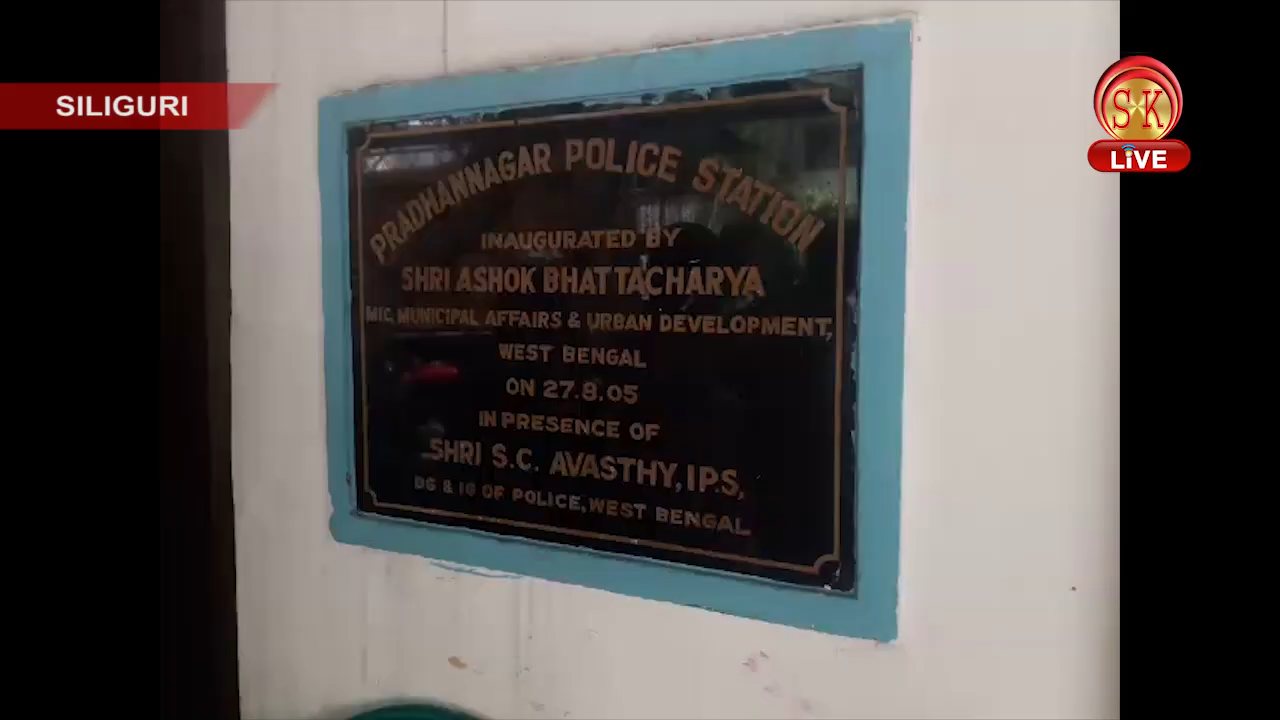 SILIGURI
SK
LiVE
PRADHANNAGAR POLICE STATION
INAUGURATED BY
SHRI ASHOK BHATTACHARYA
MIC, MUNICIPAL AFFAIRS & URBAN DEVELOPMENT,
WEST BENGAL
ON 27.8.05
IN PRESENCE OF
SHRI S.C. AVASTHY, I.P.S,
DG & IG OF POLICE, WEST BENGAL